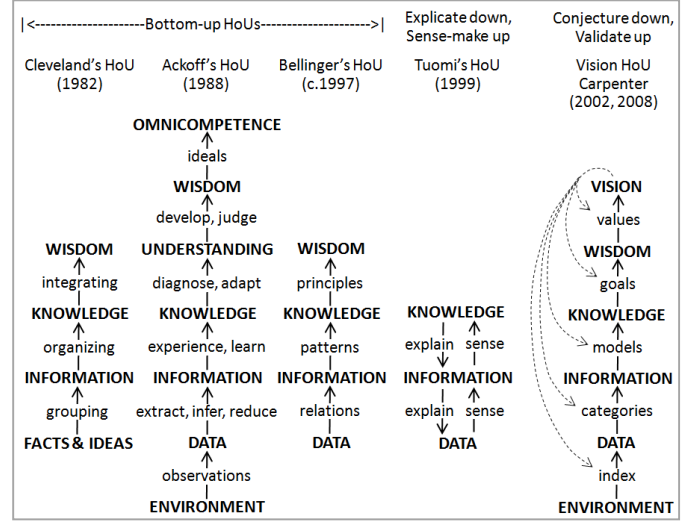 |<--------------------Bottom-up HoUs-------------------->|
Explicate down,
Sense-make up
Conjecture down,
Validate up
Cleveland's HoU
(1982)
Ackoff's HoU
(1988)
Bellinger's HoU
(c.1997)
Tuomi's HoU
(1999)
Vision HoU
Carpenter
(2002, 2008)
OMNICOMPETENCE
ideals
WISDOM
VISION
develop, judge
values
WISDOM
UNDERSTANDING
WISDOM
WISDOM
integrating
diagnose, adapt
principles
goals
KNOWLEDGE
KNOWLEDGE
KNOWLEDGE
KNOWLEDGE
KNOWLEDGE
organizing
experience, learn
patterns
explain
sense
models
INFORMATION
INFORMATION
INFORMATION
INFORMATION
INFORMATION
grouping
extract, infer, reduce
relations
explain
sense
categories
FACTS & IDEAS
DATA
DATA
DATA
DATA
observations
index
ENVIRONMENT
ENVIRONMENT